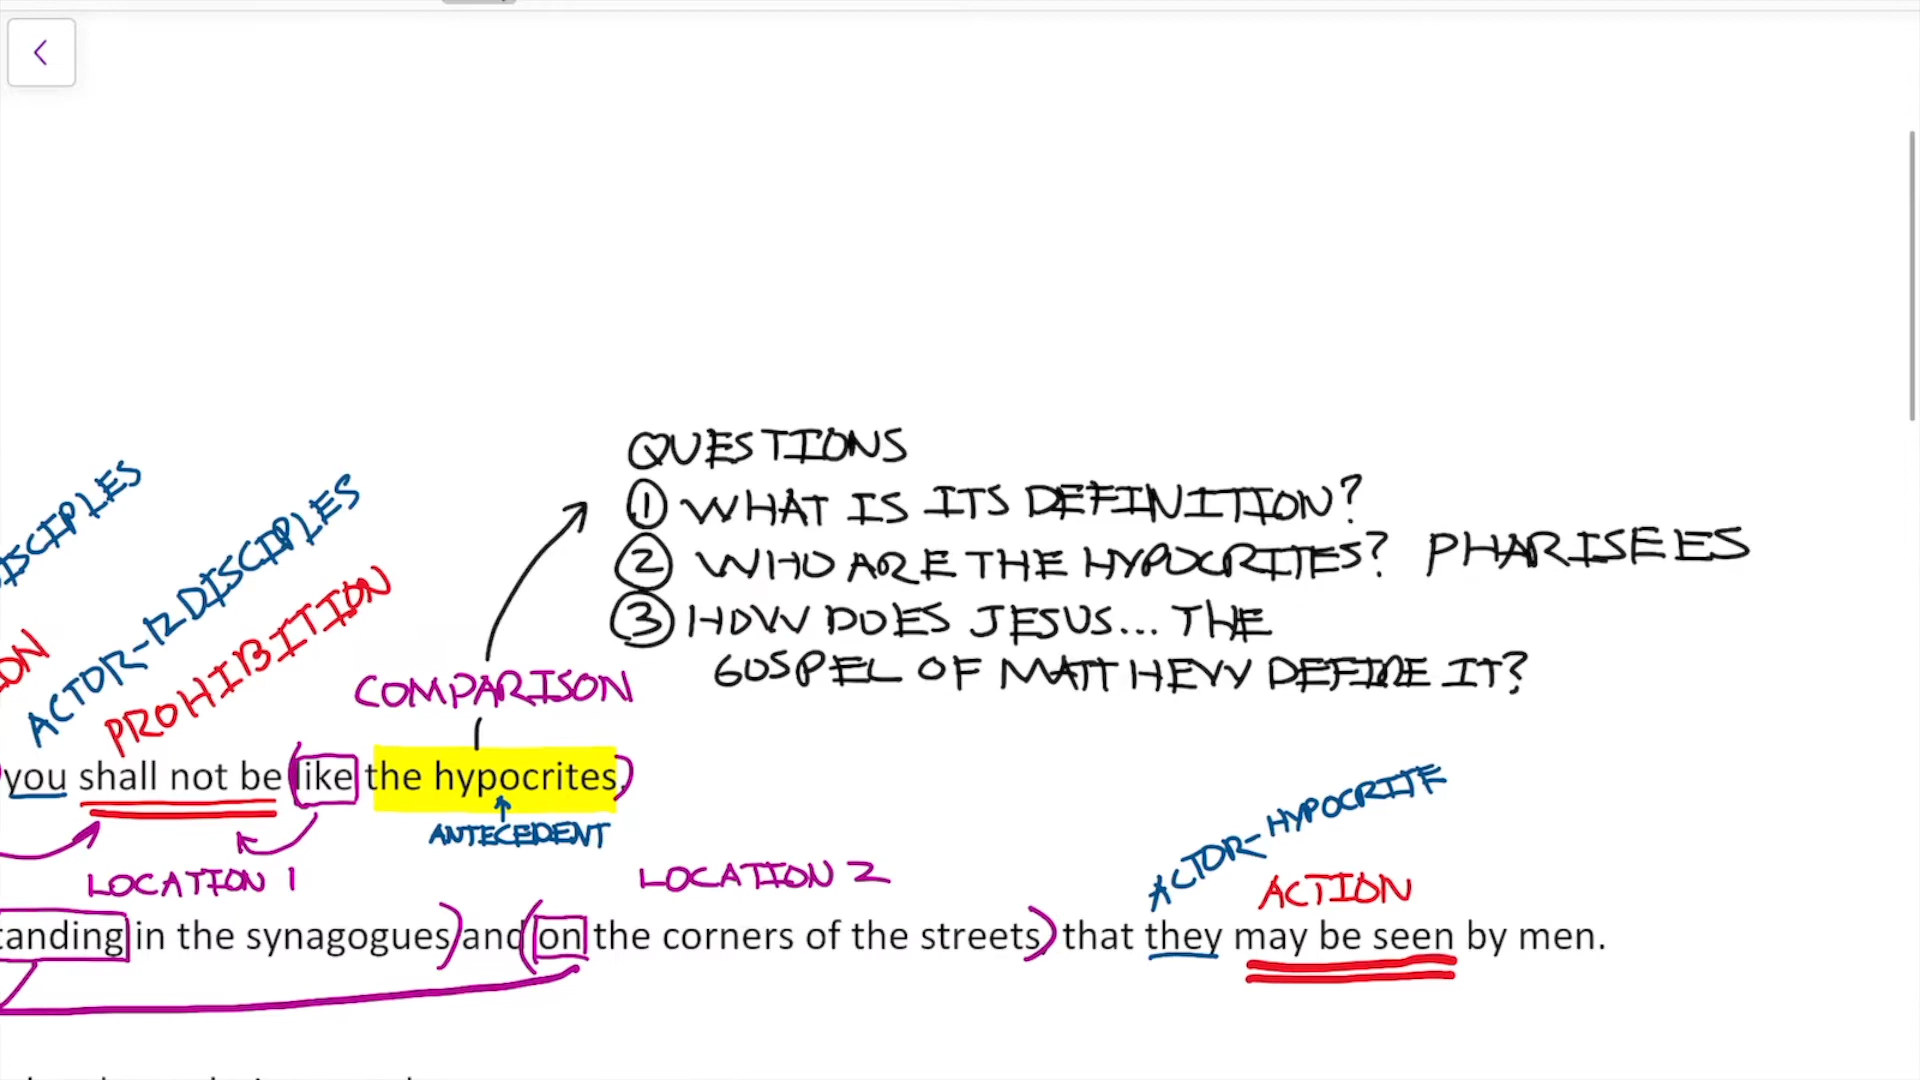 QUESTIONS
① WHAT IS ITS DEFINITION?
② WHO ARE THE HYPOCRITES? PHARISEES
③ HOW DOES JESUS... THE
GOSPEL OF MATTHEW DEFINE IT?
DISCIPLES
ACTOR-12 DISCIPLES
PROHIBITION
COMPARISON
you shall not be (like the hypocrites,)
ANTECEDENT
LOCATION 1
LOCATION 2
ACTOR-HYPOCRITE
ACTION
tanding in the synagogues) and (on the corners of the streets) that they may be seen by men.